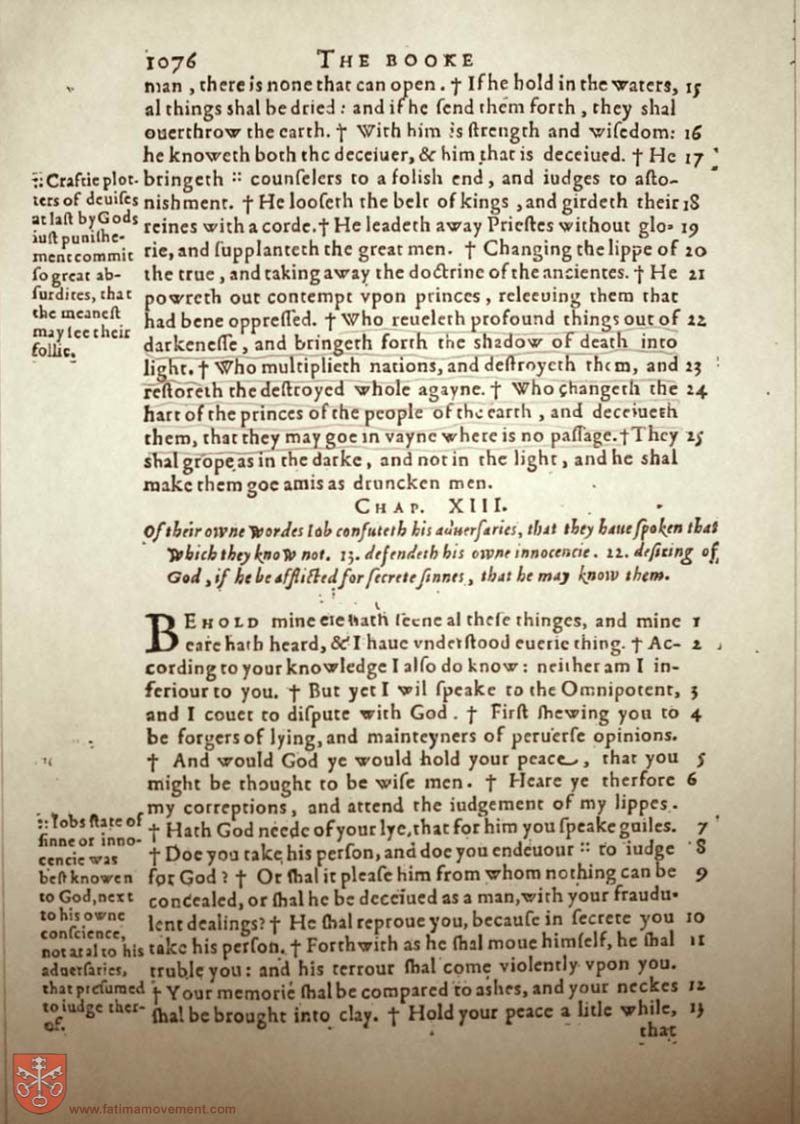 1076 THE BOOKE
man , there is none that can open . † If he hold in the waters, 15
al things shal be dried : and if he ſend them forth , they shal
ouerthrow the earth. † With him is ſtrength and wiſedom: 16
he knoweth both the deceiuer, & him that is deceiued. † He 17
bringeth :: counſelers to a folish end , and iudges to aſto-
nishment. † He looſeth the belt of kings , and girdeth their 18
reines with a corde. † He leadeth away Prieſtes without glo- 19
rie, and ſupplanteth the great men. † Changing the lippe of 20
the true , and taking away the doctrine of the ancientes. † He 21
powreth out contempt vpon princes , releeuing them that
had bene oppreſſed. † Who reueleth profound things out of 22
darkeneſſe , and bringeth forth the shadow of death into
light. † Who multiplieth nations, and deſtroyeth them, and 23
reſtoreth the deſtroyed whole agayne. † Who changeth the 24
hart of the princes of the people of the earth , and deceiueth
them, that they may goe in vayne where is no paſſage. † They 25
shal grope as in the darke , and not in the light , and he shal
make them goe amis as druncken men.
:: Craftie plot-
ters of deuiſes
at laſt by Gods
iuſt punishe-
ment commit
ſo great ab-
ſurdites, that
the meaneſt
may ſee their
follie.
CHAP. XIII.
Of their owne wordes Iob confuteth his aduerſaries, that they haue ſpoken that
which they know not. 13. defendeth his owne innocencie. 22. deſiring of
God , if he be afflicted for ſecrete ſinnes , that he may know them.
BEHOLD mine eie hath ſeene al theſe thinges, and mine 1
eare hath heard, & I haue vnderſtood euerie thing. † Ac- 2
cording to your knowledge I alſo do know : neither am I in-
feriour to you. † But yet I wil ſpeake to the Omnipotent, 3
and I couet to diſpute with God . † Firſt shewing you to 4
be forgers of lying, and mainteyners of peruerſe opinions.
† And would God ye would hold your peace , that you 5
might be thought to be wiſe men. † Heare ye therfore 6
my correptions , and attend the iudgement of my lippes .
† Hath God neede of your lye, that for him you ſpeake guiles. 7
† Doe you take his perſon, and doe you endeuour :: to iudge 8
for God ? † Or shal it pleaſe him from whom nothing can be 9
concealed, or shal he be deceiued as a man, with your fraudu-
lent dealings? † He shal reproue you, becauſe in ſecrete you 10
take his perſon. † Forthwith as he shal moue himſelf, he shal 11
truble you : and his terrour shal come violently vpon you.
† Your memorie shal be compared to ashes, and your neckes 12
shal be brought into clay. † Hold your peace a litle while, 13
that
:: Iobs ſtate of
ſinne or inno-
cencie was
beſt knowen
to God, next
to his owne
conſcience,
not at al to his
aduerſaries,
that preſumed
to iudge ther-
of.
www.fatimamovement.com